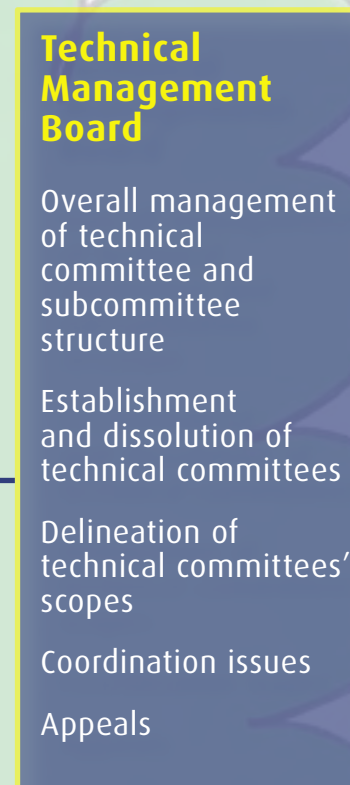 Technical
Management
Board
Overall management
of technical
committee and
subcommittee
structure
Establishment
and dissolution of
technical committees
Delineation of
technical committees’
scopes
Coordination issues
Appeals